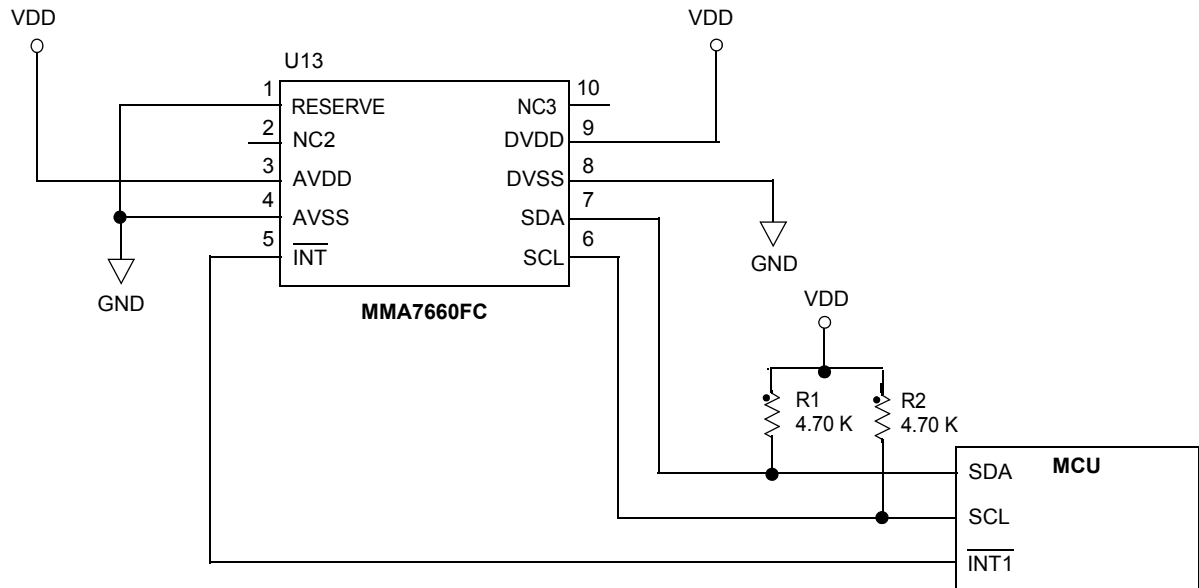 VDD
VDD
U13
1
RESERVE
NC3
10
2
NC2
DVDD
9
3
AVDD
DVSS
8
4
AVSS
SDA
7
5
INT
SCL
6
GND
GND
MMA7660FC
VDD
R1
4.70 K
R2
4.70 K
MCU
SDA
SCL
INT1